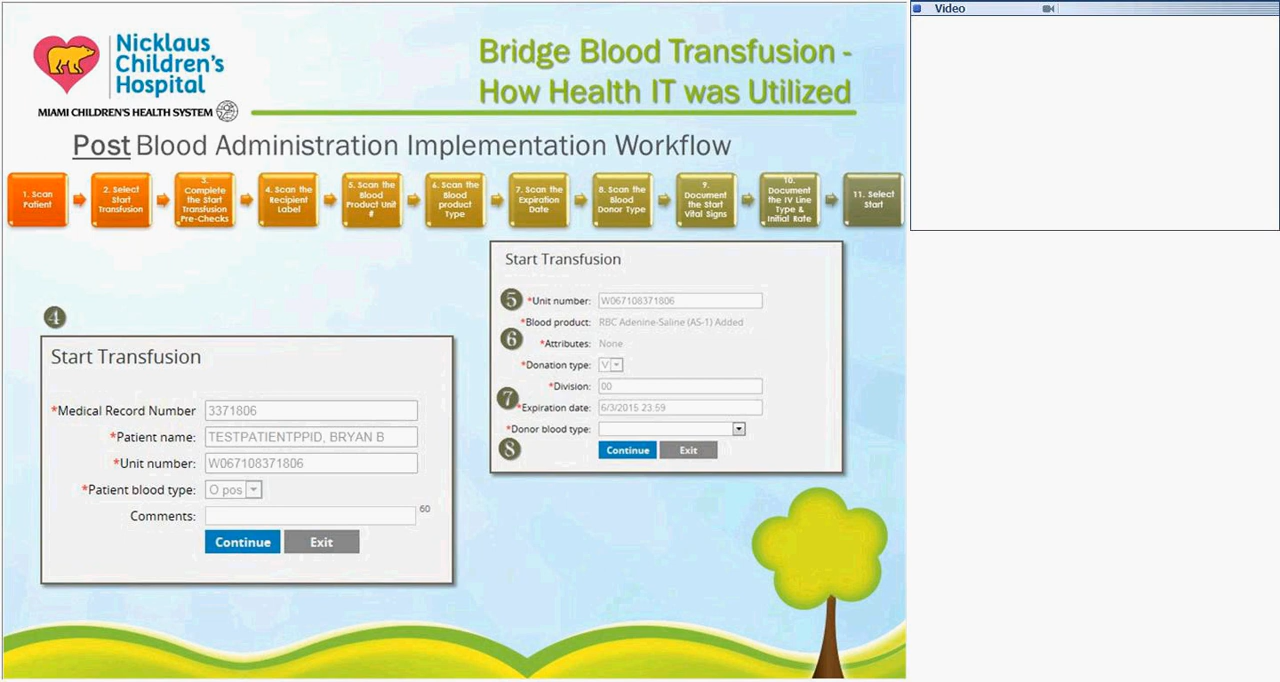 Video
Nicklaus
Children's
Hospital
MIAMI CHILDREN'S HEALTH SYSTEM
Bridge Blood Transfusion -
How Health IT was Utilized
Post Blood Administration Implementation Workflow
1. Scan
Patient
2. Select
Start
Transfusion
3.
Complete
the Start
Transfusion
Pre-Checks
4. Scan the
Recipient
Label
5. Scan the
Blood
Product Unit
#
6. Scan the
Blood
product
Type
7. Scan the
Expiration
Date
8. Scan the
Blood
Donor Type
9.
Document
the Start
Vital Signs
10.
Document
the IV Line
Type &
Initial Rate
11. Select
Start
4
Start Transfusion
*Medical Record Number 3371806
*Patient name: TESTPATIENTPPID, BRYAN B
*Unit number: W067108371806
*Patient blood type: O pos
Comments: 60
Continue Exit
Start Transfusion
5 *Unit number: W067108371806
*Blood product: RBC Adenine-Saline (AS-1) Added
6 *Attributes: None
*Donation type: V
*Division: 00
7 *Expiration date: 6/3/2015 23:59
*Donor blood type:
8 Continue Exit